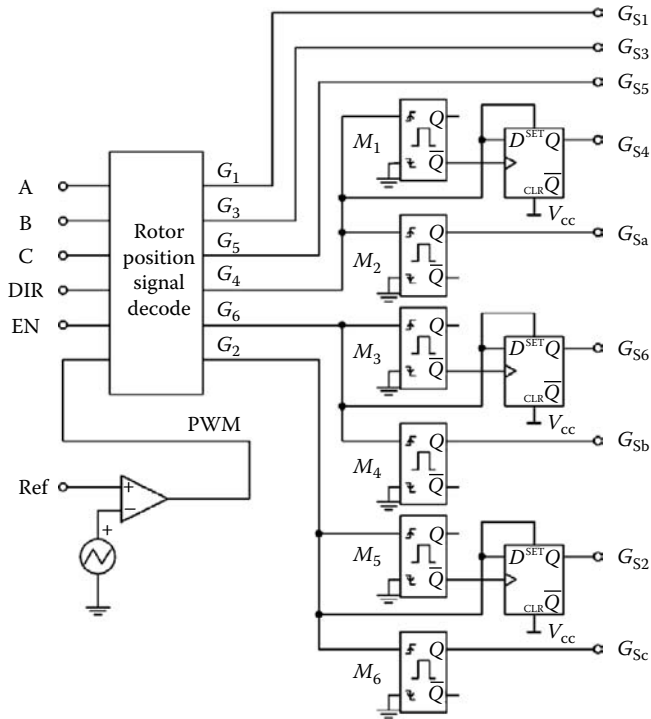 G_S1
G_S3
G_S5
M_1 Q Q̅
D SET Q CLR Q̅ G_S4
V_cc
A
B
C
DIR
EN
Rotor
position
signal
decode
G_1
G_3
G_5
G_4
G_6
G_2
M_2 Q Q̅ G_Sa
M_3 Q Q̅
D SET Q CLR Q̅ G_S6
V_cc
PWM
M_4 Q Q̅ G_Sb
Ref
+
−
+
M_5 Q Q̅
D SET Q CLR Q̅ G_S2
V_cc
M_6 Q Q̅ G_Sc